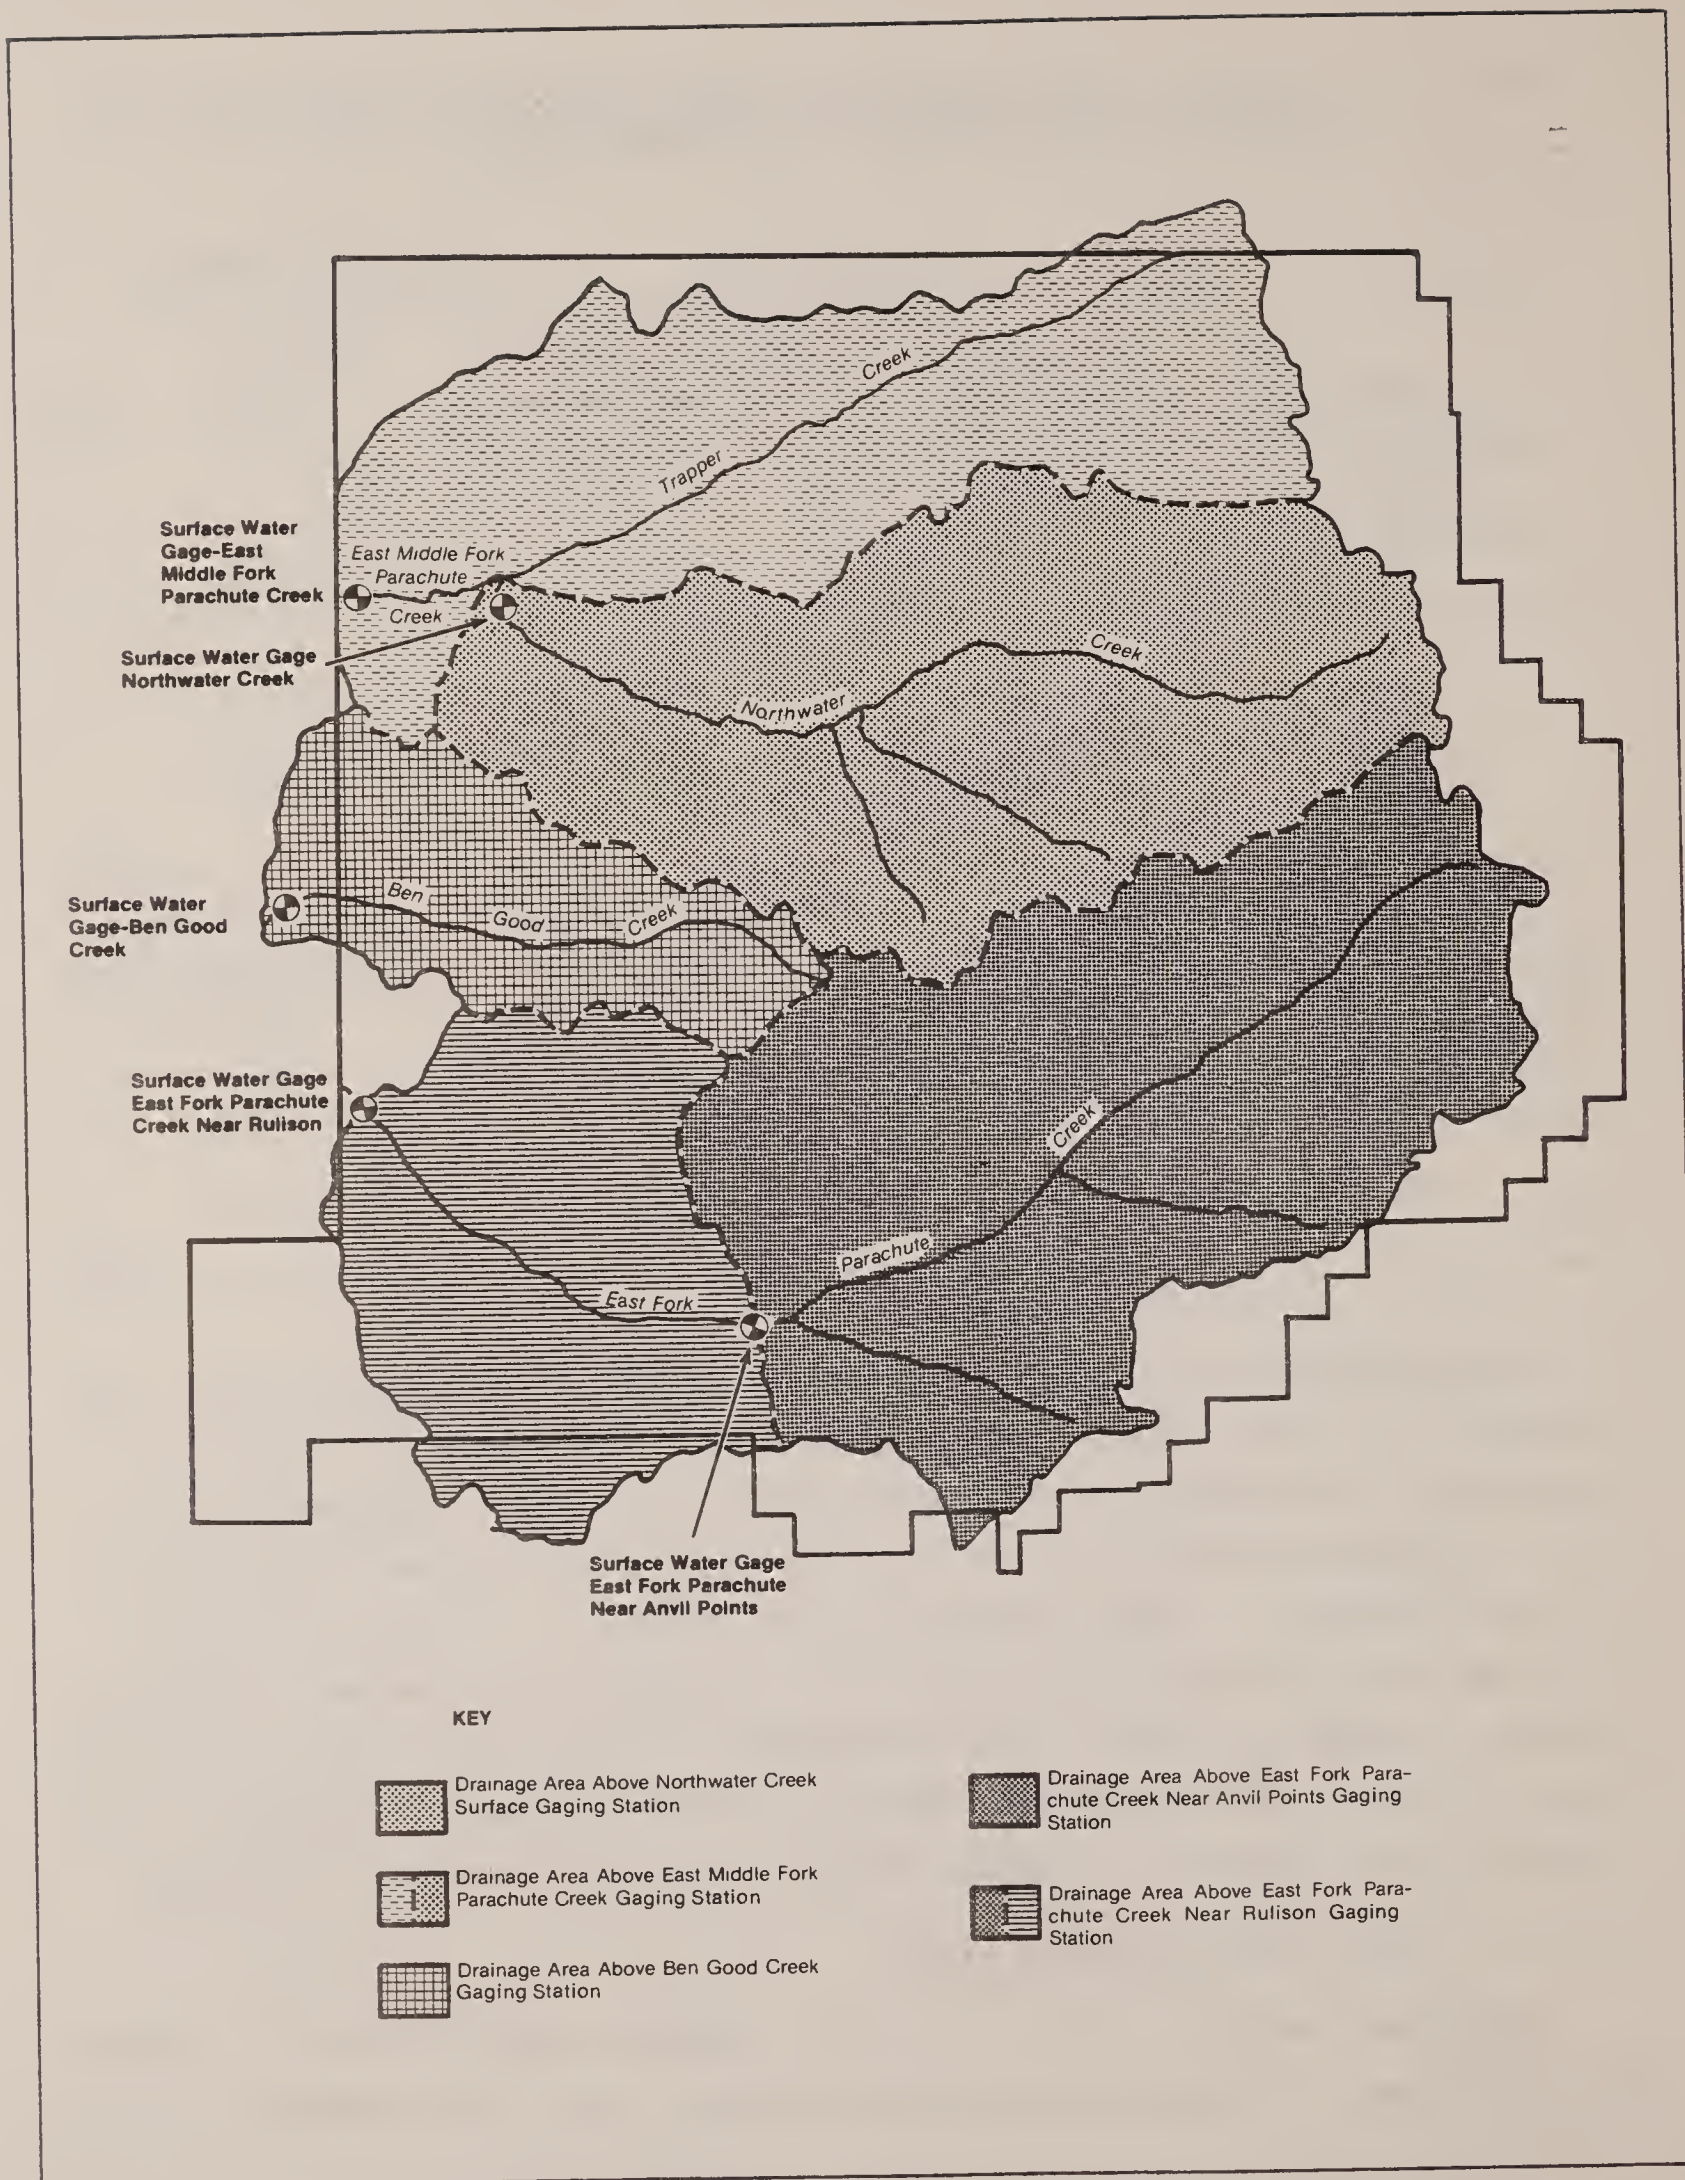 Creek
Trapper
Surface Water
Gage-East
Middle Fork
Parachute Creek
East Middle Fork
Parachute
Creek
Surface Water Gage
Northwater Creek
Creek
Northwater
Surface Water
Gage-Ben Good
Creek
Ben
Good
Creek
Surface Water Gage
East Fork Parachute
Creek Near Rulison
Creek
Parachute
East Fork
Surface Water Gage
East Fork Parachute
Near Anvil Points
KEY
Drainage Area Above Northwater Creek
Surface Gaging Station
Drainage Area Above East Middle Fork
Parachute Creek Gaging Station
Drainage Area Above Ben Good Creek
Gaging Station
Drainage Area Above East Fork Para-
chute Creek Near Anvil Points Gaging
Station
Drainage Area Above East Fork Para-
chute Creek Near Rulison Gaging
Station